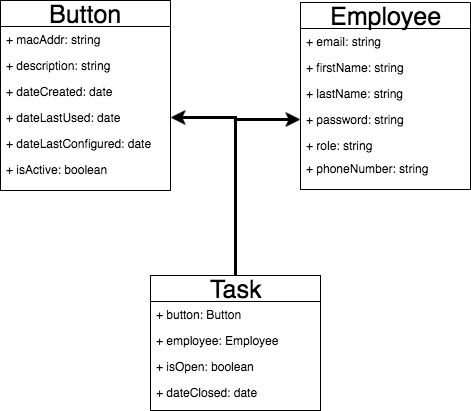 Button
+ macAddr: string
+ description: string
+ dateCreated: date
+ dateLastUsed: date
+ dateLastConfigured: date
+ isActive: boolean
Employee
+ email: string
+ firstName: string
+ lastName: string
+ password: string
+ role: string
+ phoneNumber: string
Task
+ button: Button
+ employee: Employee
+ isOpen: boolean
+ dateClosed: date